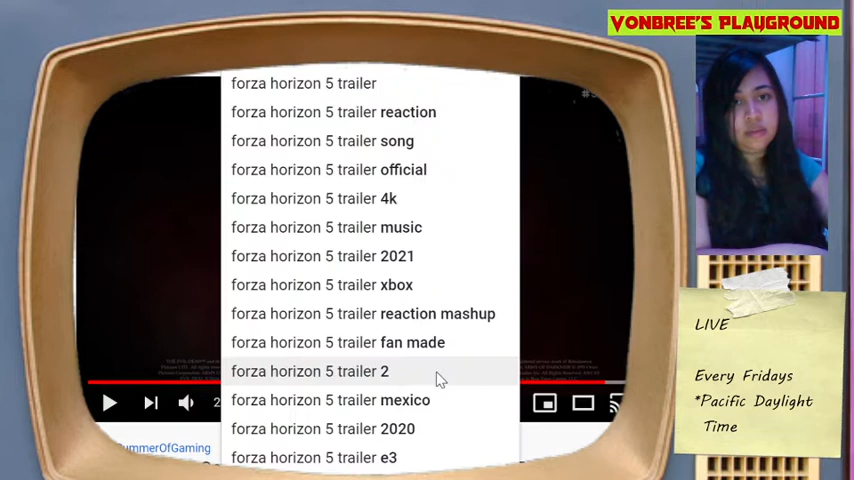 VONBREE'S PLAYGROUND
forza horizon 5 trailer
forza horizon 5 trailer reaction
forza horizon 5 trailer song
forza horizon 5 trailer official
forza horizon 5 trailer 4k
forza horizon 5 trailer music
forza horizon 5 trailer 2021
forza horizon 5 trailer xbox
forza horizon 5 trailer reaction mashup
forza horizon 5 trailer fan made
forza horizon 5 trailer 2
forza horizon 5 trailer mexico
forza horizon 5 trailer 2020
forza horizon 5 trailer e3
ummerOfGaming
LIVE
Every Fridays
*Pacific Daylight
Time